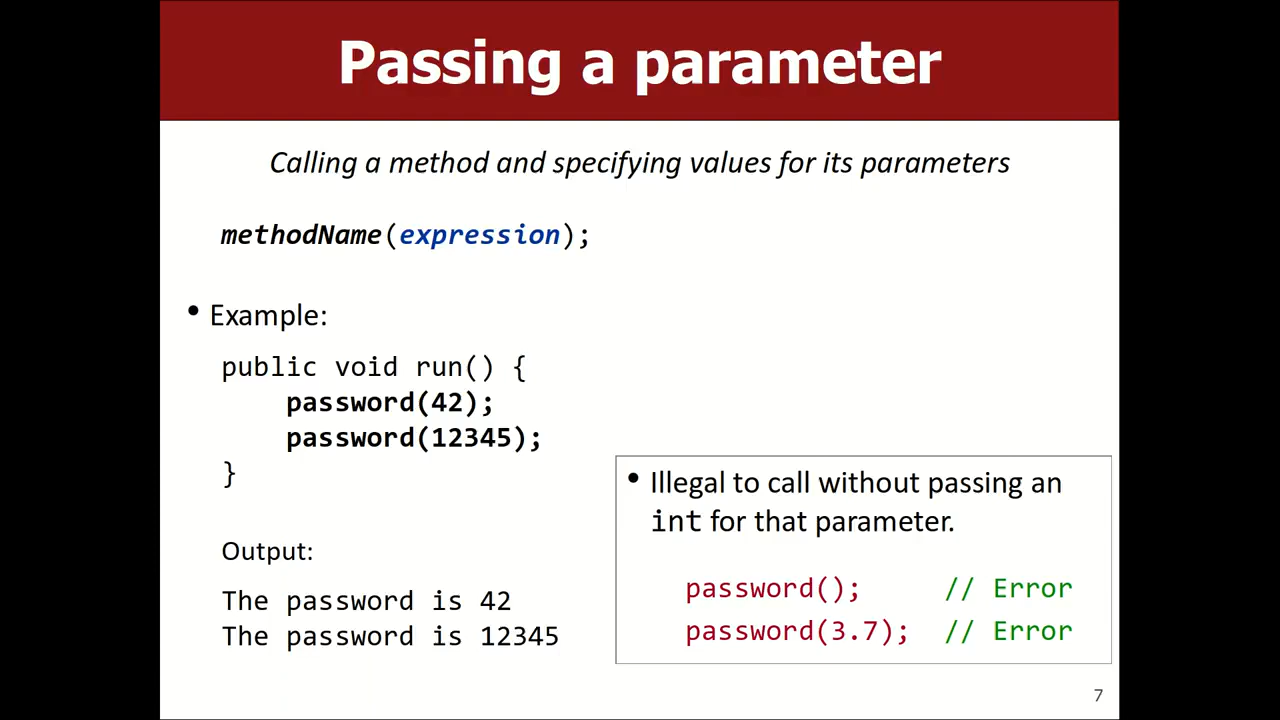 Passing a parameter
Calling a method and specifying values for its parameters
methodName(expression);
• Example:
public void run() {
    password(42);
    password(12345);
}
Output:
The password is 42
The password is 12345
• Illegal to call without passing an
int for that parameter.
password();     // Error
password(3.7);  // Error
7